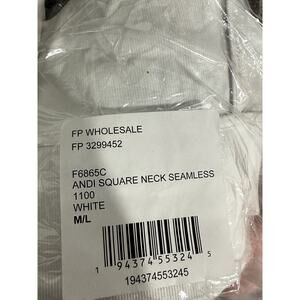 FP WHOLESALE
FP 3299452
F6865C
ANDI SQUARE NECK SEAMLESS
1100
WHITE
M/L
1 94374 55324 5
194374553245